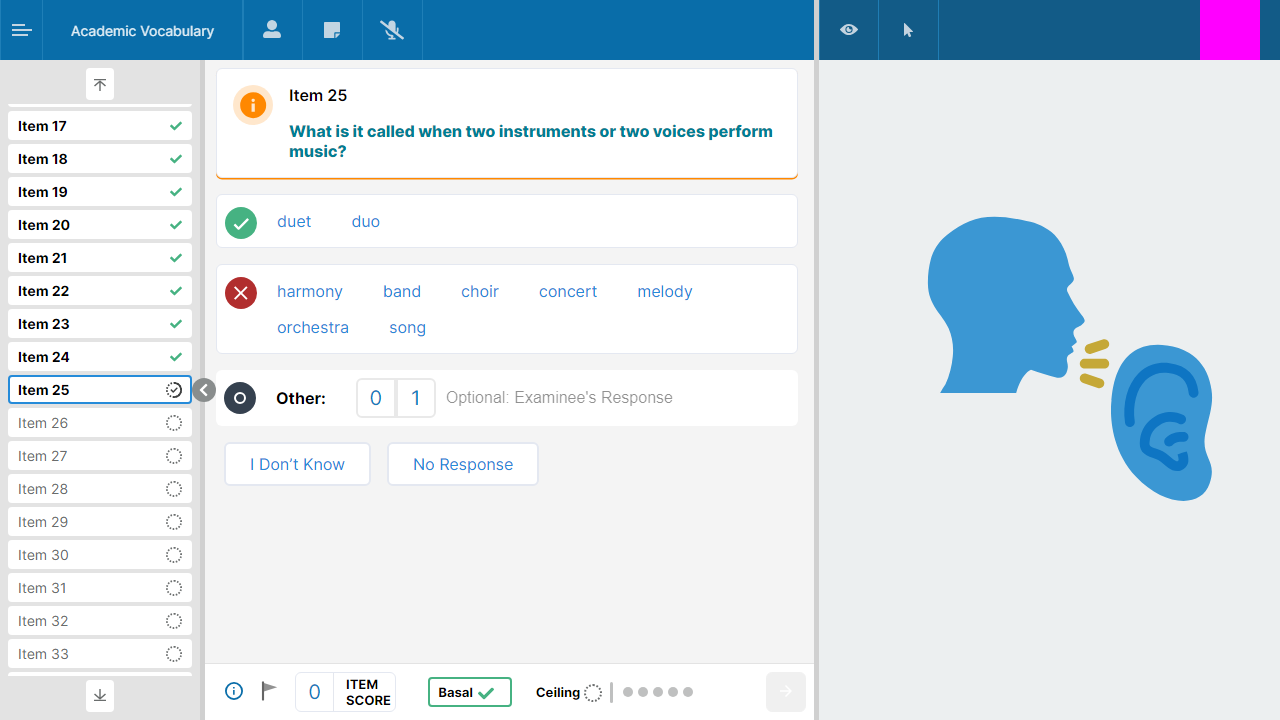 Academic Vocabulary
Item 17
Item 18
Item 19
Item 20
Item 21
Item 22
Item 23
Item 24
Item 25
Item 26
Item 27
Item 28
Item 29
Item 30
Item 31
Item 32
Item 33
Item 25
What is it called when two instruments or two voices perform
music?
duet duo
harmony band choir concert melody
orchestra song
Other: 0 1 Optional: Examinee's Response
I Don’t Know No Response
0 ITEM
SCORE
Basal Ceiling